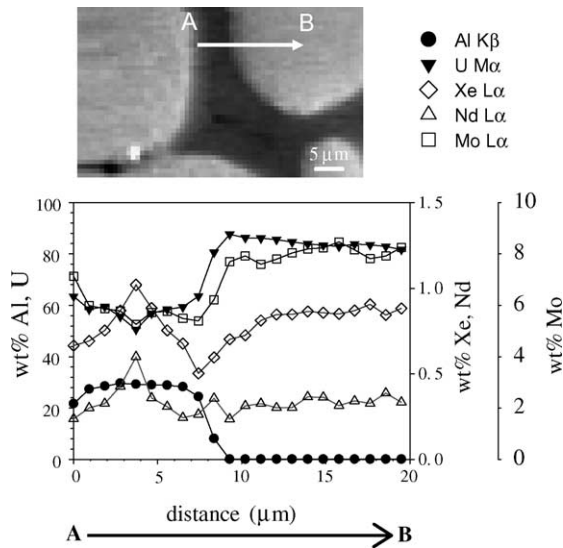 A B
5 μm
Al Kβ
U Mα
Xe Lα
Nd Lα
Mo Lα
100 80 60 40 20 0
wt% Al, U
1.5 1.0 0.5 0.0
wt% Xe, Nd
10 8 6 4 2 0
wt% Mo
0 5 10 15 20
distance (μm)
A B